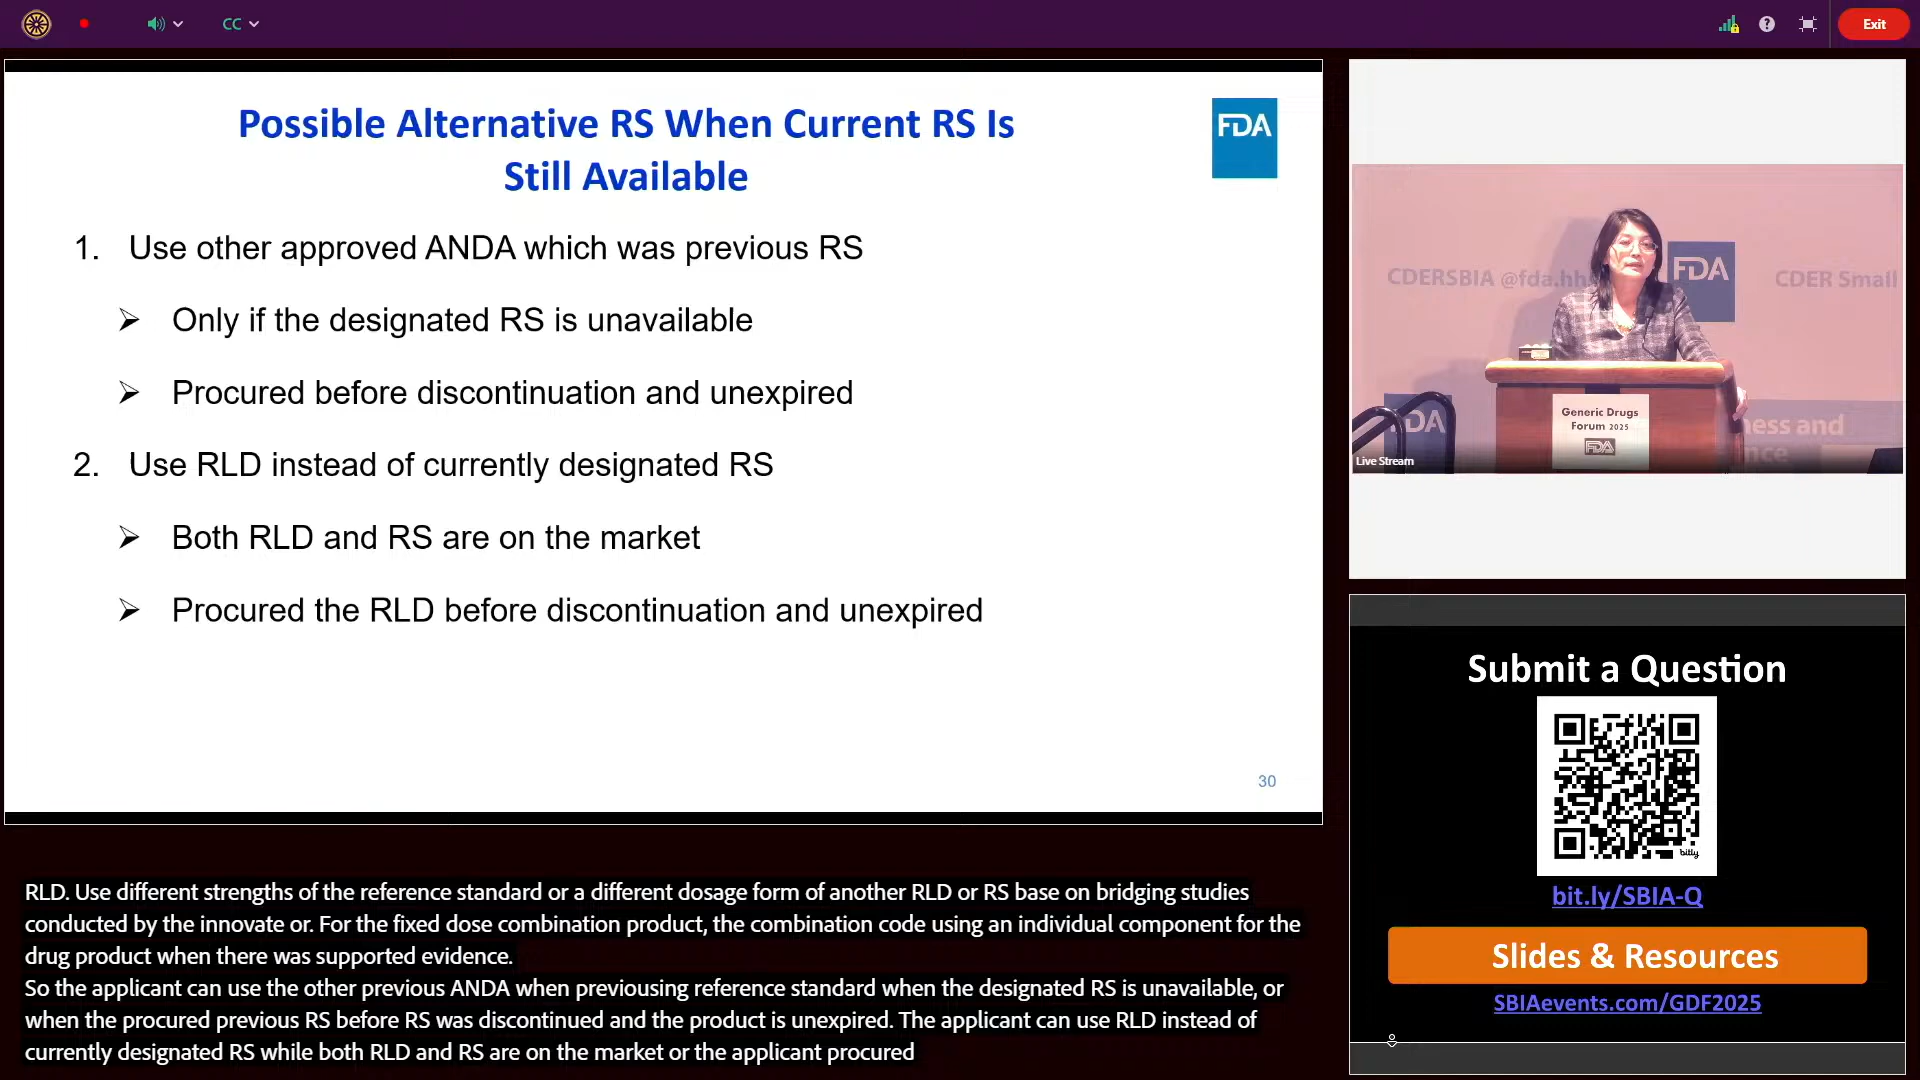 CC
Exit
Possible Alternative RS When Current RS Is
Still Available
FDA
1. Use other approved ANDA which was previous RS
➢ Only if the designated RS is unavailable
➢ Procured before discontinuation and unexpired
2. Use RLD instead of currently designated RS
➢ Both RLD and RS are on the market
➢ Procured the RLD before discontinuation and unexpired
30
CDERSBIA @fda.hh
FDA
CDER Small
Generic Drugs
Forum 2025
FDA
FDA
ness and
nce
Live Stream
Submit a Question
bitly
bit.ly/SBIA-Q
Slides & Resources
SBIAevents.com/GDF2025
RLD. Use different strengths of the reference standard or a different dosage form of another RLD or RS base on bridging studies
conducted by the innovate or. For the fixed dose combination product, the combination code using an individual component for the
drug product when there was supported evidence.
So the applicant can use the other previous ANDA when previousing reference standard when the designated RS is unavailable, or
when the procured previous RS before RS was discontinued and the product is unexpired. The applicant can use RLD instead of
currently designated RS while both RLD and RS are on the market or the applicant procured